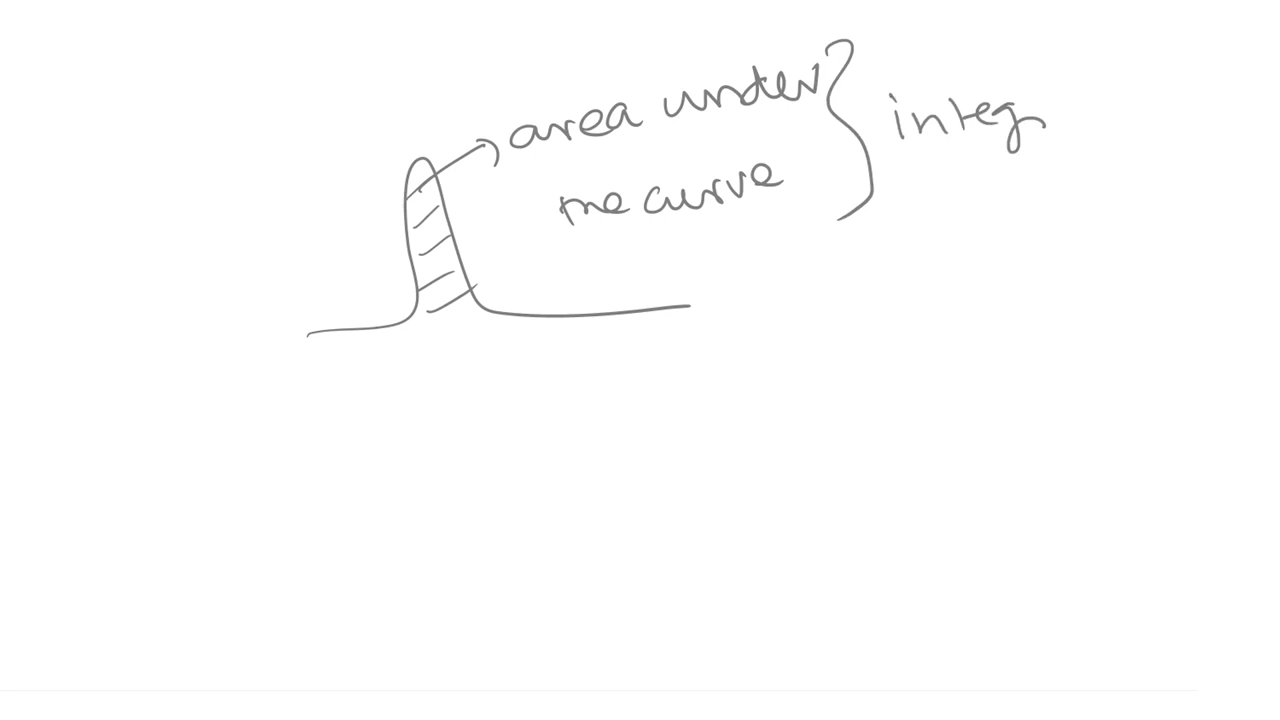 area under
the curve
integ